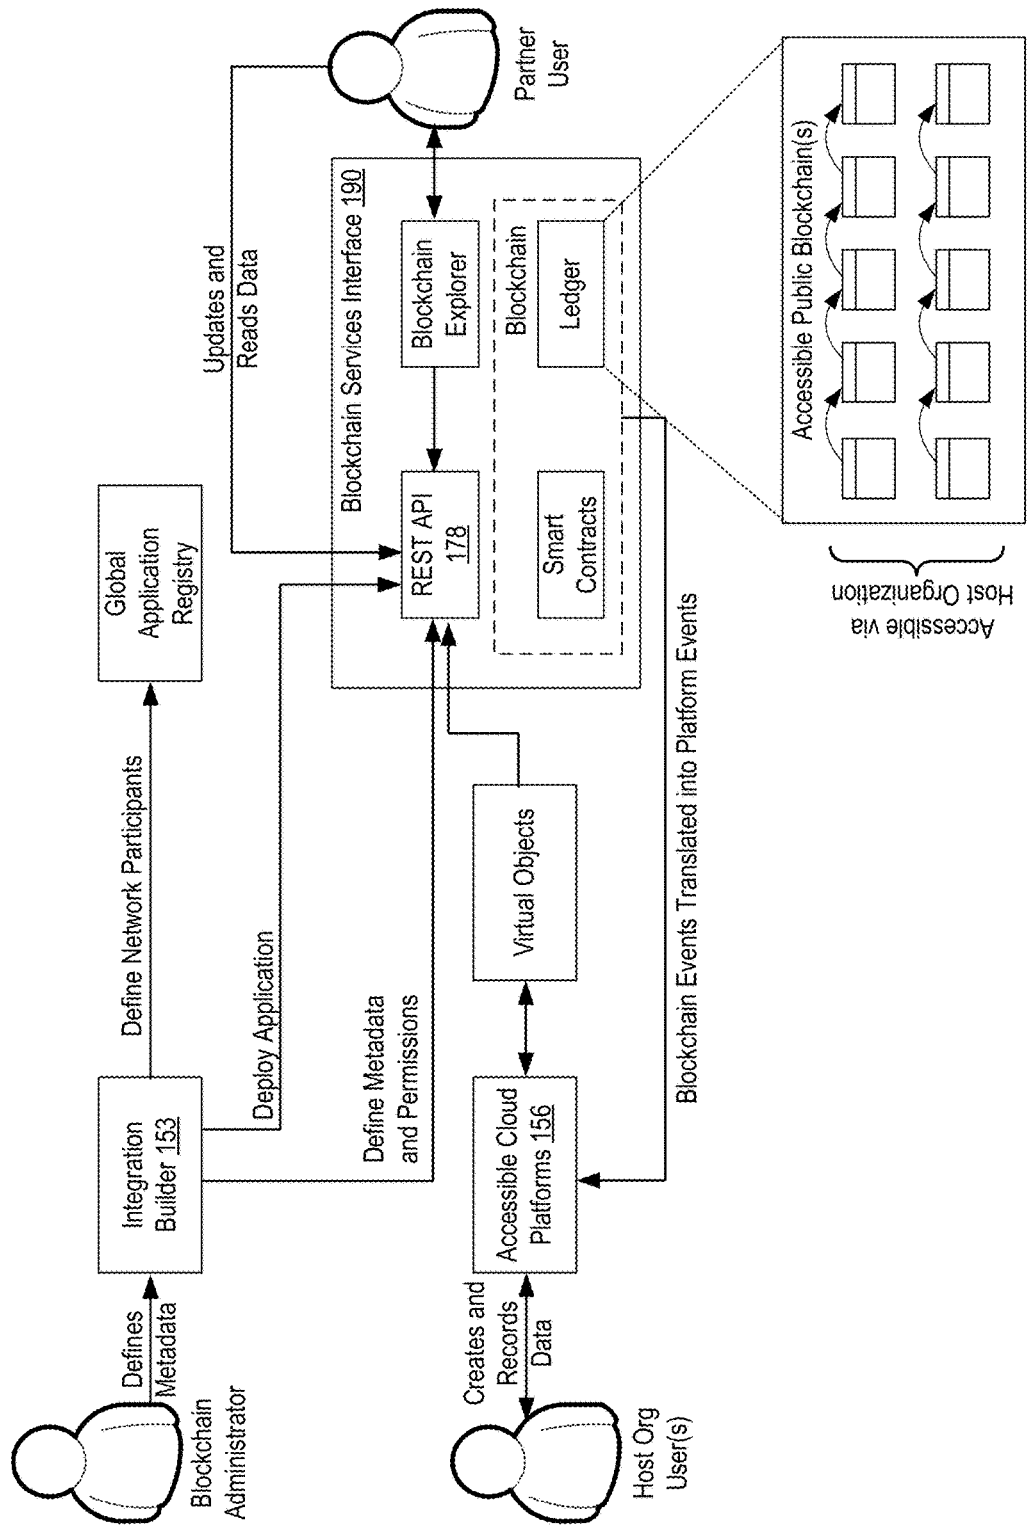 Blockchain
Administrator
Defines
Metadata
Integration
Builder 153
Define Network Participants
Global
Application
Registry
Deploy Application
Define Metadata
and Permissions
Updates and
Reads Data
Partner
User
Blockchain Services Interface 190
REST API
178
Blockchain
Explorer
Blockchain
Smart
Contracts
Ledger
Host Org
User(s)
Creates and
Records
Data
Accessible Cloud
Platforms 156
Virtual Objects
Blockchain Events Translated into Platform Events
Accessible Public Blockchain(s)
Accessible via
Host Organization